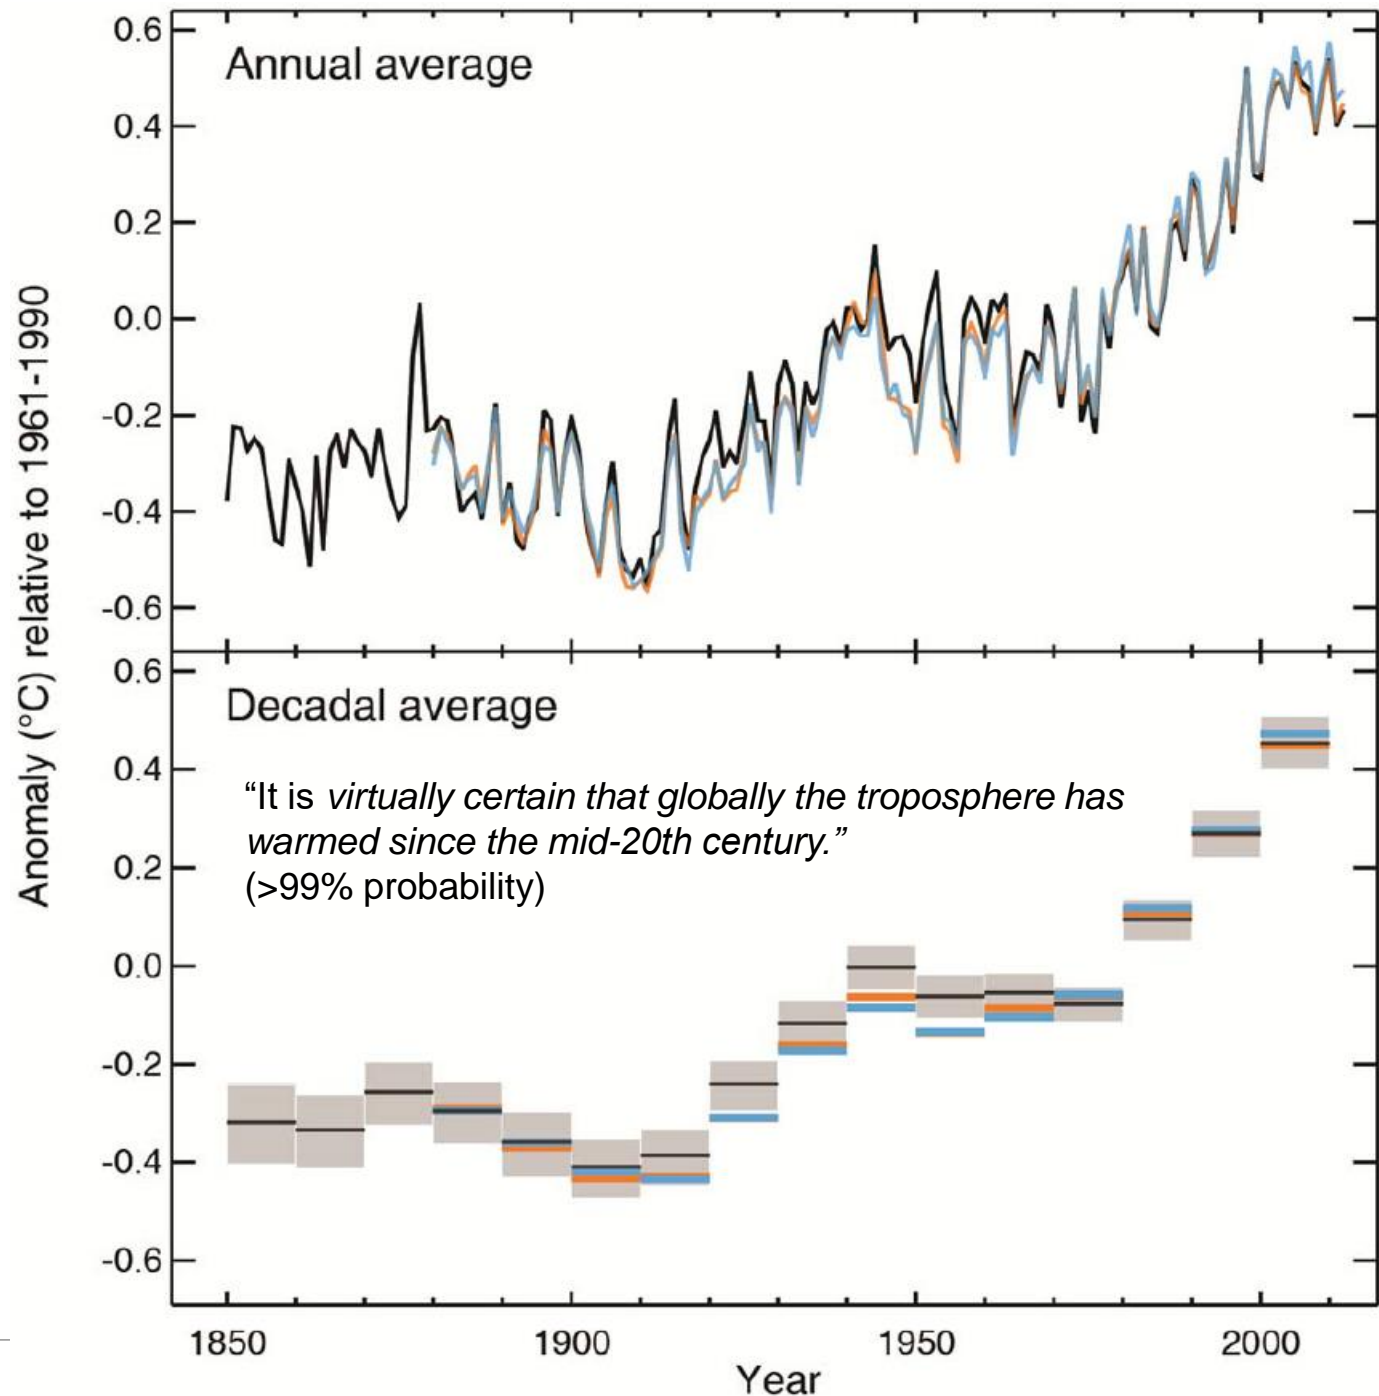 Annual average
0.6
0.4
0.2
0.0
-0.2
-0.4
-0.6
Anomaly (°C) relative to 1961-1990
Decadal average
“It is virtually certain that globally the troposphere has
warmed since the mid-20th century.”
(>99% probability)
0.6
0.4
0.2
0.0
-0.2
-0.4
-0.6
1850 1900 1950 2000
Year